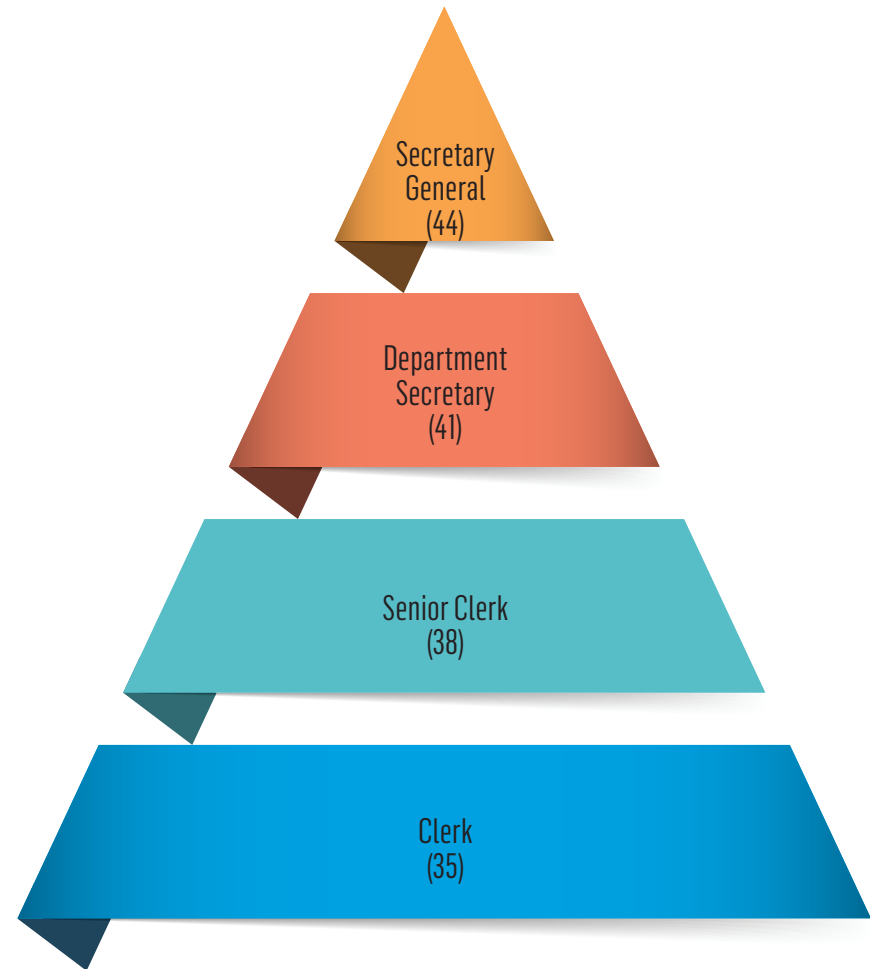 Secretary
General
(44)
Department
Secretary
(41)
Senior Clerk
(38)
Clerk
(35)